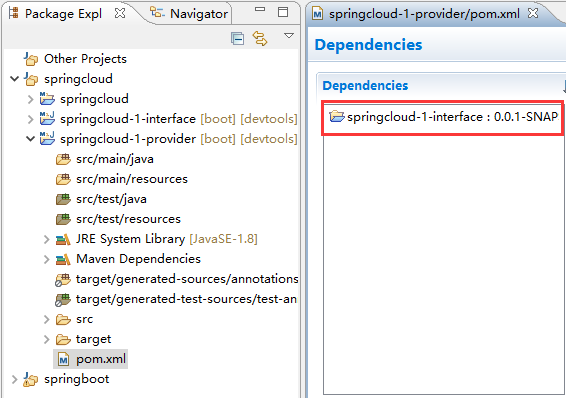 Package Expl
Navigator
Other Projects
springcloud
springcloud
springcloud-1-interface [boot] [devtools]
springcloud-1-provider [boot] [devtools]
src/main/java
src/main/resources
src/test/java
src/test/resources
JRE System Library [JavaSE-1.8]
Maven Dependencies
target/generated-sources/annotations
target/generated-test-sources/test-an
src
target
pom.xml
springboot
springcloud-1-provider/pom.xml
Dependencies
Dependencies
springcloud-1-interface : 0.0.1-SNAP